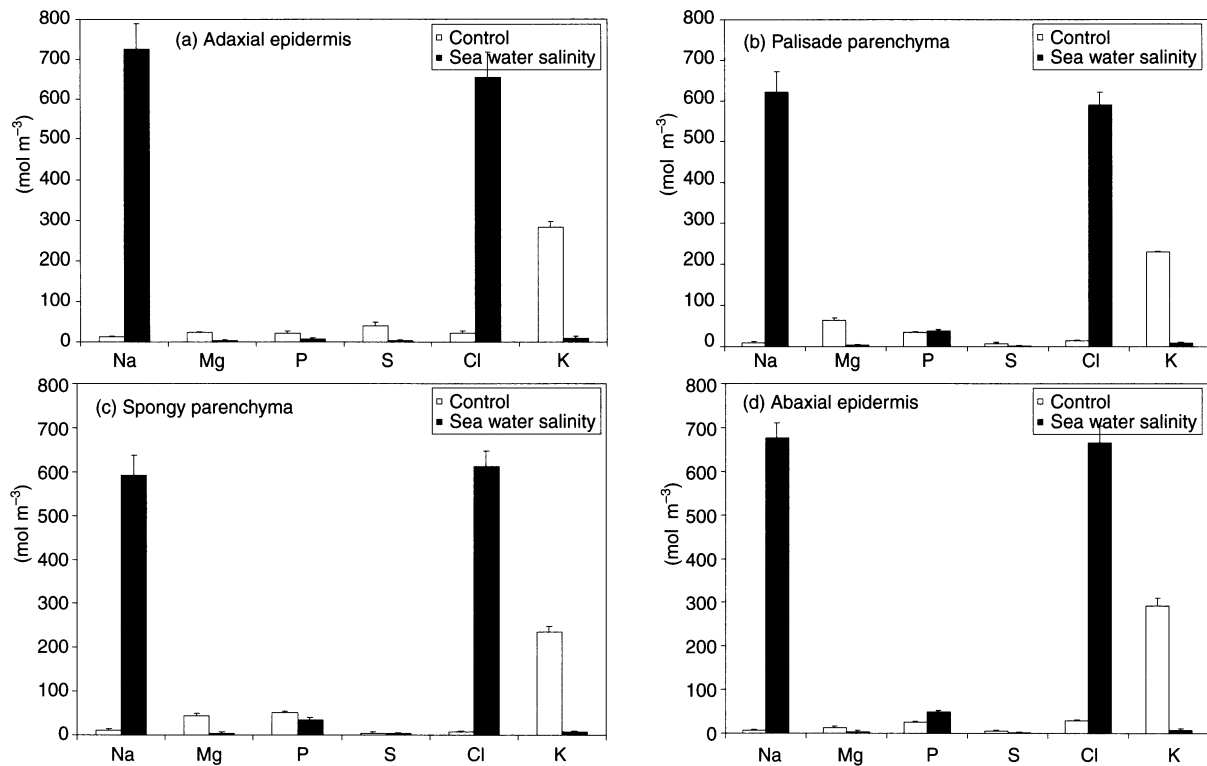 (a) Adaxial epidermis
Control
Sea water salinity
(mol m⁻³)
800
700
600
500
400
300
200
100
0
Na Mg P S Cl K
(b) Palisade parenchyma
Control
Sea water salinity
(mol m⁻³)
800
700
600
500
400
300
200
100
0
Na Mg P S Cl K
(c) Spongy parenchyma
Control
Sea water salinity
(mol m⁻³)
800
700
600
500
400
300
200
100
0
Na Mg P S Cl K
(d) Abaxial epidermis
Control
Sea water salinity
(mol m⁻³)
800
700
600
500
400
300
200
100
0
Na Mg P S Cl K